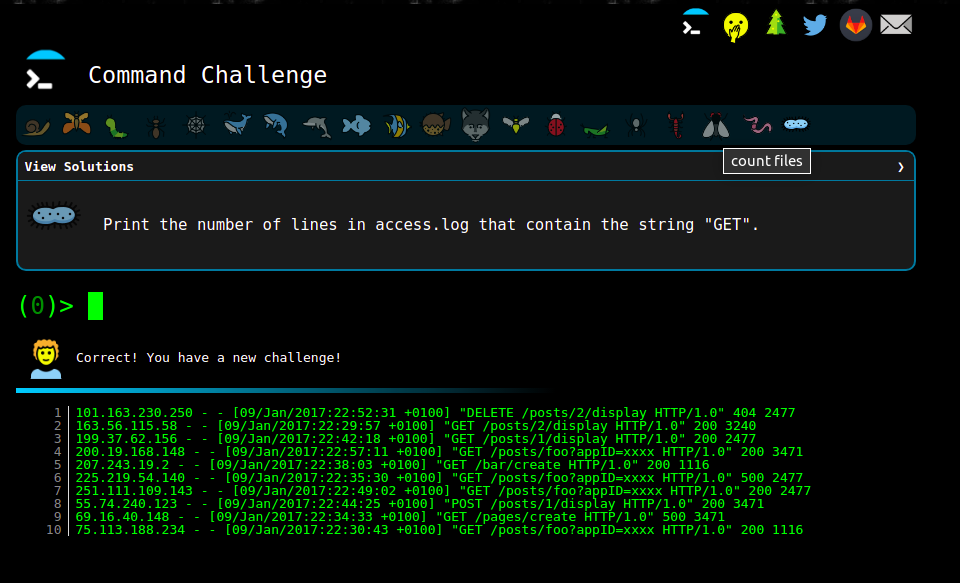 Command Challenge
View Solutions
count files
Print the number of lines in access.log that contain the string "GET".
(0)>
Correct! You have a new challenge!
1 101.163.230.250 - - [09/Jan/2017:22:52:31 +0100] "DELETE /posts/2/display HTTP/1.0" 404 2477
2 163.56.115.58 - - [09/Jan/2017:22:29:57 +0100] "GET /posts/2/display HTTP/1.0" 200 3240
3 199.37.62.156 - - [09/Jan/2017:22:42:18 +0100] "GET /posts/1/display HTTP/1.0" 200 2477
4 200.19.168.148 - - [09/Jan/2017:22:57:11 +0100] "GET /posts/foo?appID=xxxx HTTP/1.0" 200 3471
5 207.243.19.2 - - [09/Jan/2017:22:38:03 +0100] "GET /bar/create HTTP/1.0" 200 1116
6 225.219.54.140 - - [09/Jan/2017:22:35:30 +0100] "GET /posts/foo?appID=xxxx HTTP/1.0" 500 2477
7 251.111.109.143 - - [09/Jan/2017:22:49:02 +0100] "GET /posts/foo?appID=xxxx HTTP/1.0" 200 2477
8 55.74.240.123 - - [09/Jan/2017:22:44:25 +0100] "POST /posts/1/display HTTP/1.0" 200 3471
9 69.16.40.148 - - [09/Jan/2017:22:34:33 +0100] "GET /pages/create HTTP/1.0" 500 3471
10 75.113.188.234 - - [09/Jan/2017:22:30:43 +0100] "GET /posts/foo?appID=xxxx HTTP/1.0" 200 1116